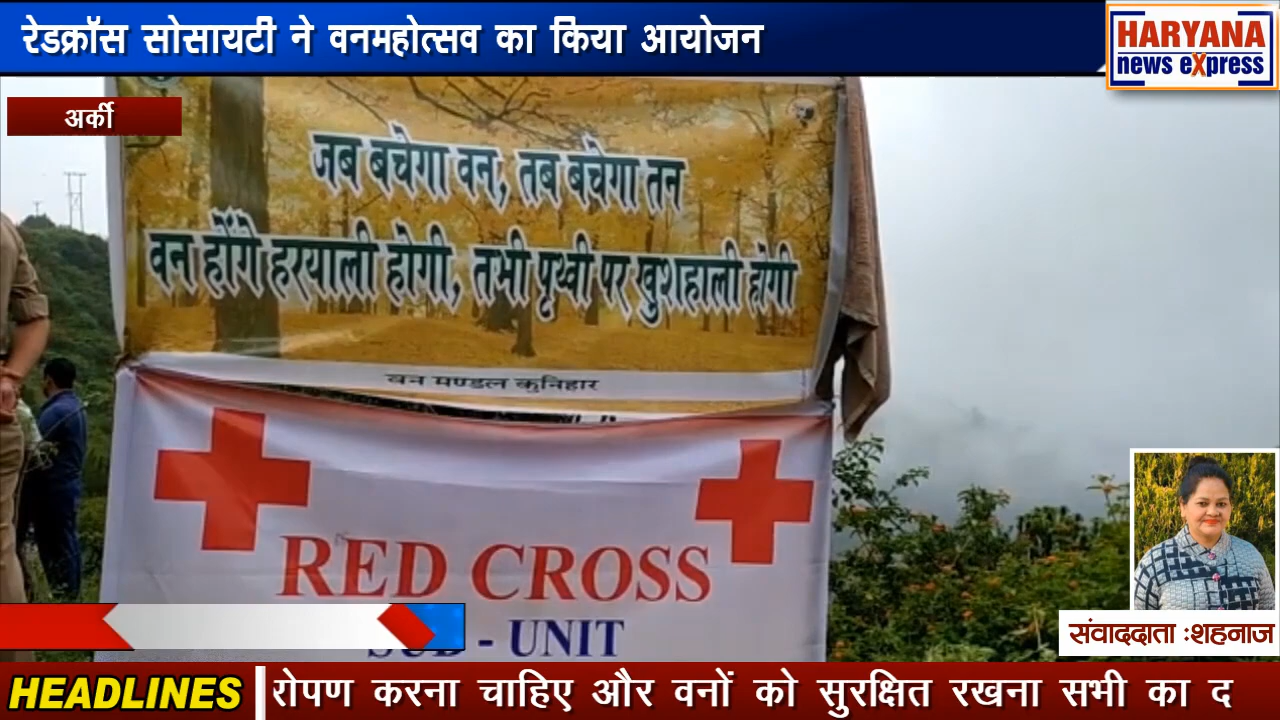 रेडक्रॉस सोसायटी ने वनमहोत्सव का किया आयोजन
HARYANA
news eXpress
अर्की
जब बचेगा वन, तब बचेगा तन
वन होंगे हरयाली होगी, तभी पृथ्वी पर खुशहाली होगी
वन मण्डल कुनिहार
RED CROSS
SUB - UNIT
संवाददाता :शहनाज
HEADLINES
रोपण करना चाहिए और वनों को सुरक्षित रखना सभी का द